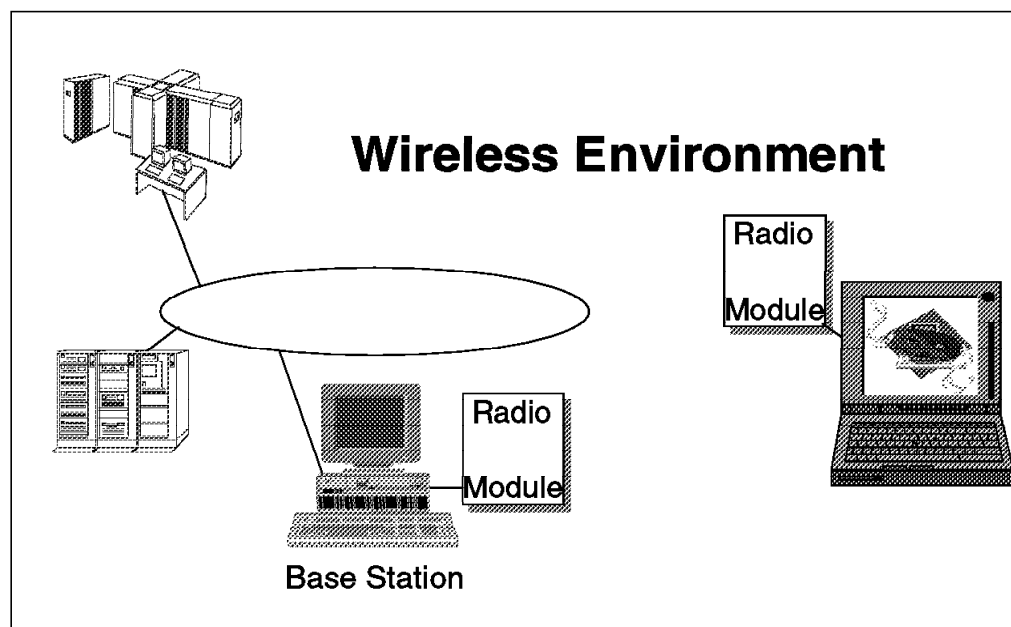 Wireless Environment
Radio
Module
Radio
Module
Base Station